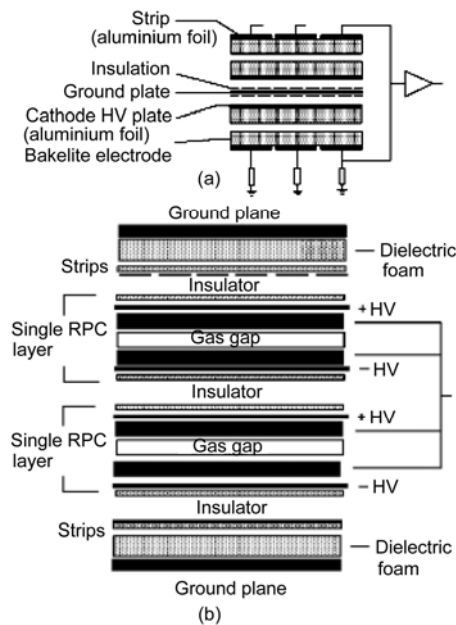 Strip
(aluminium foil)
Insulation
Ground plate
Cathode HV plate
(aluminium foil)
Bakelite electrode
(a)
Ground plane
Dielectric
foam
Strips
Insulator
+HV
Single RPC
layer
Gas gap
−HV
Insulator
+HV
Single RPC
layer
Gas gap
−HV
Insulator
Strips
Dielectric
foam
Ground plane
(b)